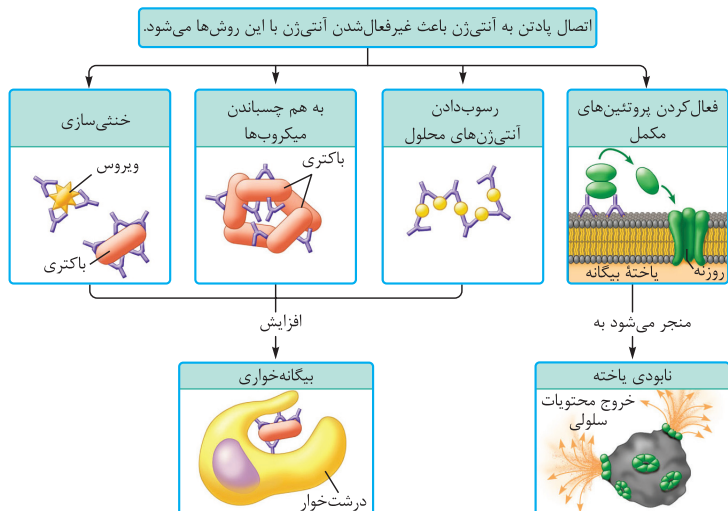 اتصال پادتن به آنتی‌ژن باعث غیرفعال‌شدن آنتی‌ژن با این روش‌ها می‌شود.
فعال‌کردن پروتئین‌های
مکمل
روزنه
یاختهٔ بیگانه
رسوب‌دادن
آنتی‌ژن‌های محلول
به هم چسباندن
میکروب‌ها
باکتری
خنثی‌سازی
ویروس
باکتری
افزایش
منجر می‌شود به
بیگانه‌خواری
درشت‌خوار
نابودی یاخته
خروج محتویات
سلولی